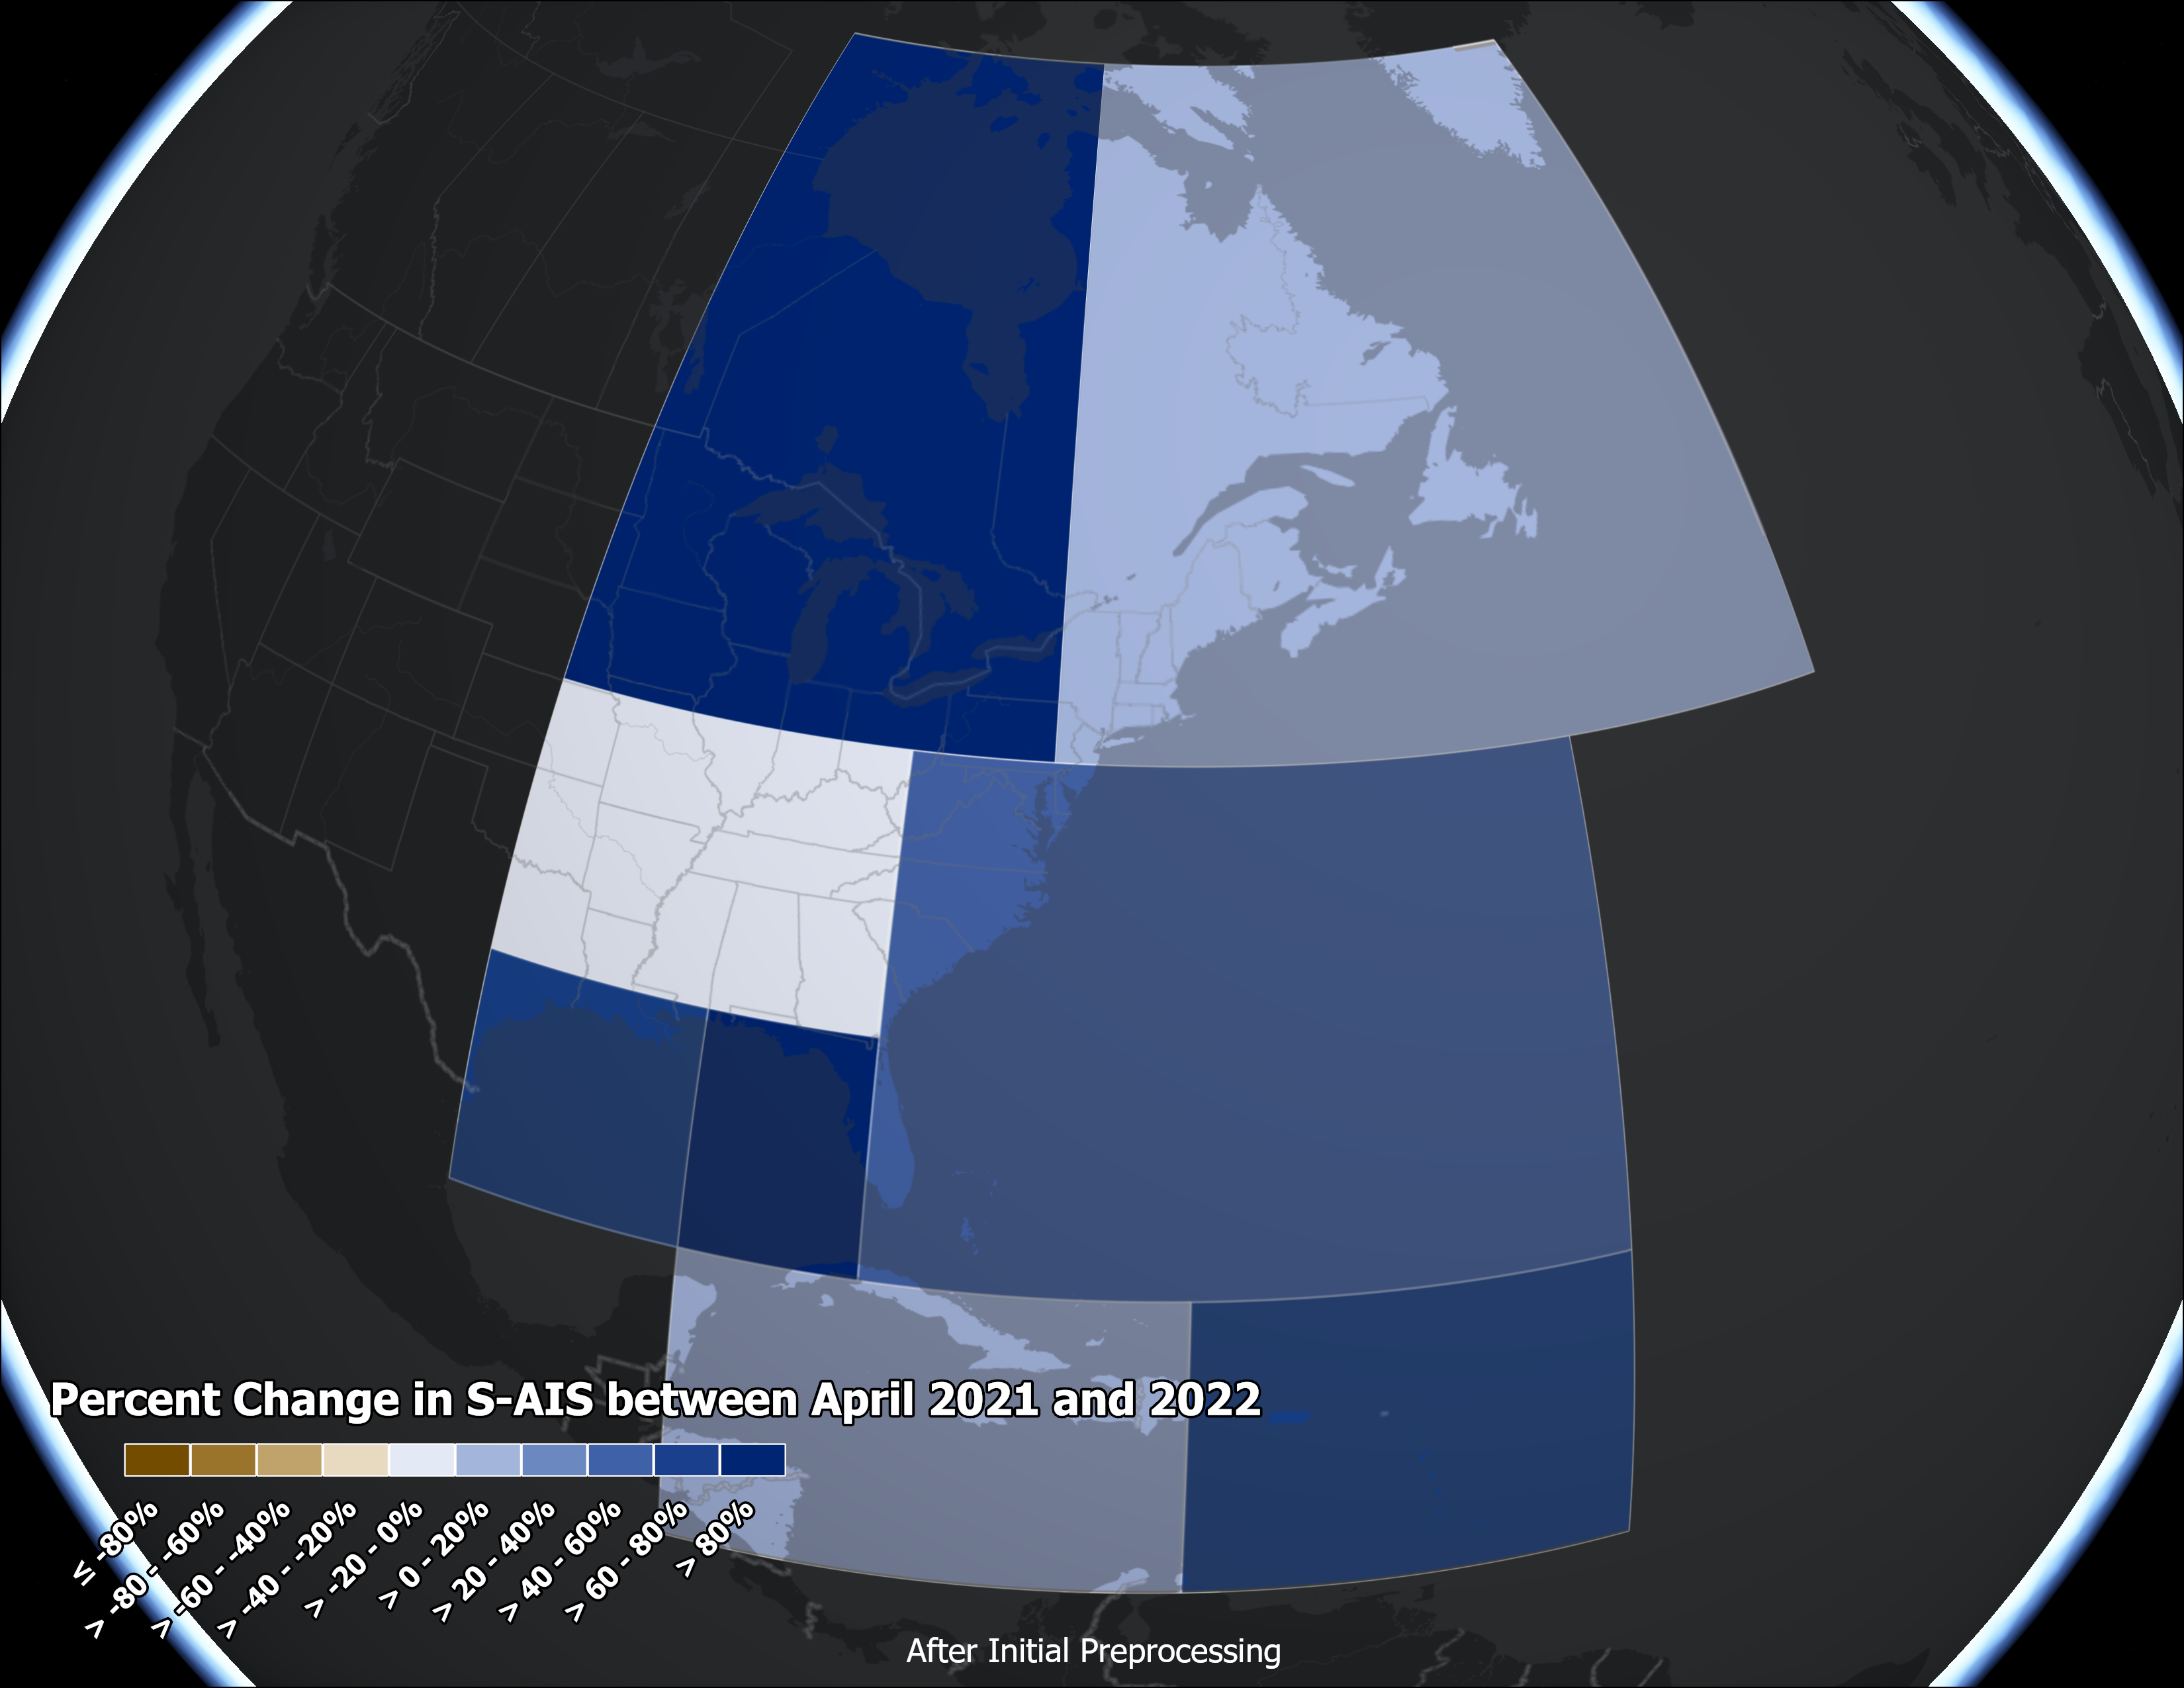 Percent Change in S-AIS between April 2021 and 2022
≤ -80%
> -80 - -60%
> -60 - -40%
> -40 - -20%
> -20 - 0%
> 0 - 20%
> 20 - 40%
> 40 - 60%
> 60 - 80%
> 80%
After Initial Preprocessing